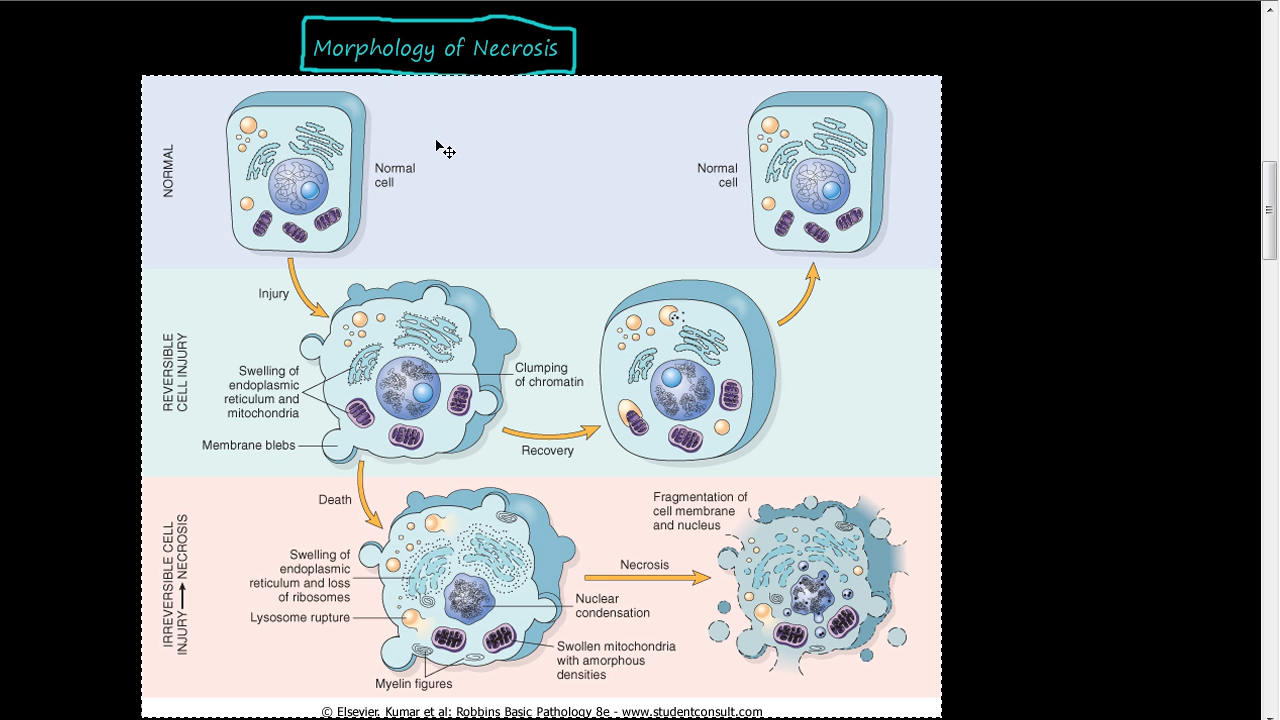 Morphology of Necrosis
NORMAL
Normal
cell
Normal
cell
Injury
REVERSIBLE
CELL INJURY
Swelling of
endoplasmic
reticulum and
mitochondria
Clumping
of chromatin
Membrane blebs
Recovery
Death
IRREVERSIBLE CELL
INJURY → NECROSIS
Fragmentation of
cell membrane
and nucleus
Swelling of
endoplasmic
reticulum and loss
of ribosomes
Necrosis
Nuclear
condensation
Lysosome rupture
Swollen mitochondria
with amorphous
densities
Myelin figures
© Elsevier. Kumar et al: Robbins Basic Pathology 8e - www.studentconsult.com